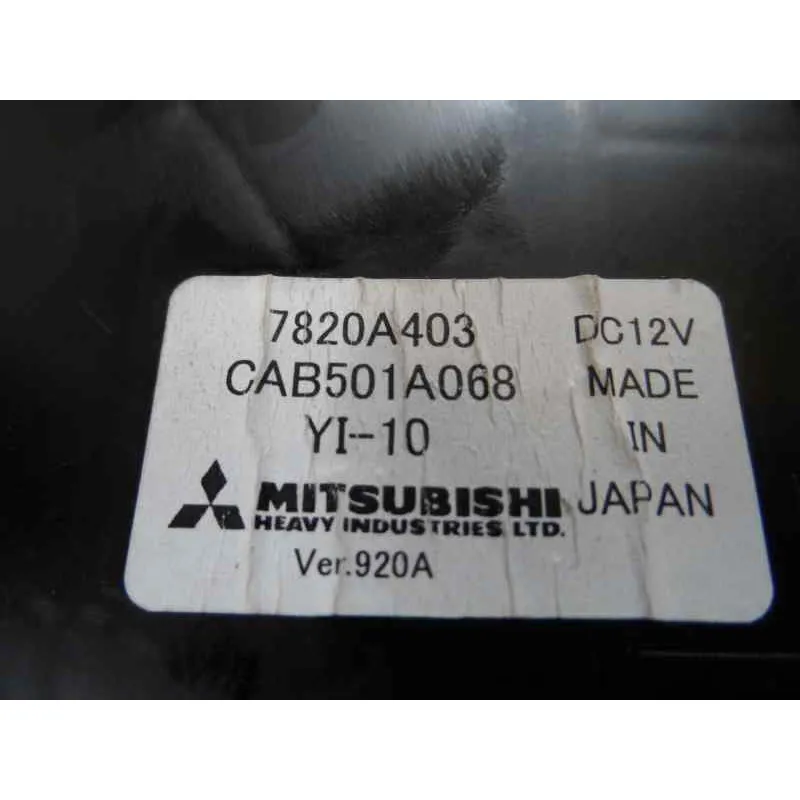 7820A403 DC12V
CAB501A068 MADE
YI-10 IN
MITSUBISHI JAPAN
HEAVY INDUSTRIES LTD.
Ver.920A